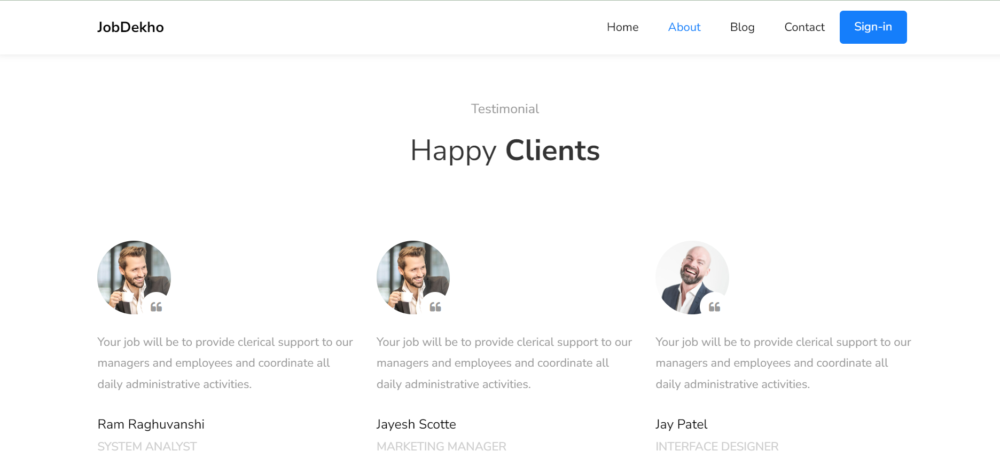 JobDekho
Home
About
Blog
Contact
Sign-in
Testimonial
Happy Clients
Your job will be to provide clerical support to our
managers and employees and coordinate all
daily administrative activities.
Ram Raghuvanshi
SYSTEM ANALYST
Your job will be to provide clerical support to our
managers and employees and coordinate all
daily administrative activities.
Jayesh Scotte
MARKETING MANAGER
Your job will be to provide clerical support to our
managers and employees and coordinate all
daily administrative activities.
Jay Patel
INTERFACE DESIGNER